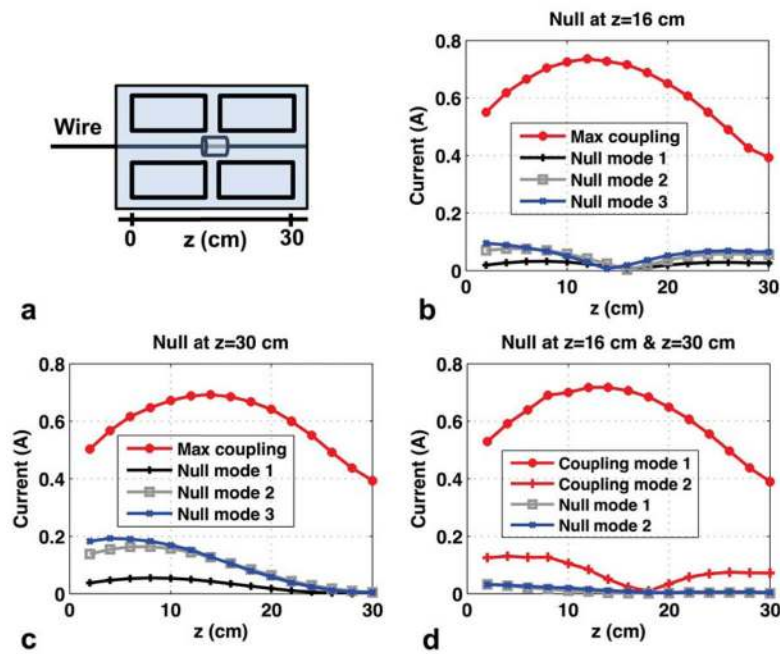 a
Wire
0
30
z (cm)
b
Null at z=16 cm
Current (A)
0.8
0.6
0.4
0.2
0
0
10
20
30
z (cm)
Max coupling
Null mode 1
Null mode 2
Null mode 3
c
Null at z=30 cm
Current (A)
0.8
0.6
0.4
0.2
0
0
10
20
30
z (cm)
Max coupling
Null mode 1
Null mode 2
Null mode 3
d
Null at z=16 cm & z=30 cm
Current (A)
0.8
0.6
0.4
0.2
0
0
10
20
30
z (cm)
Coupling mode 1
Coupling mode 2
Null mode 1
Null mode 2